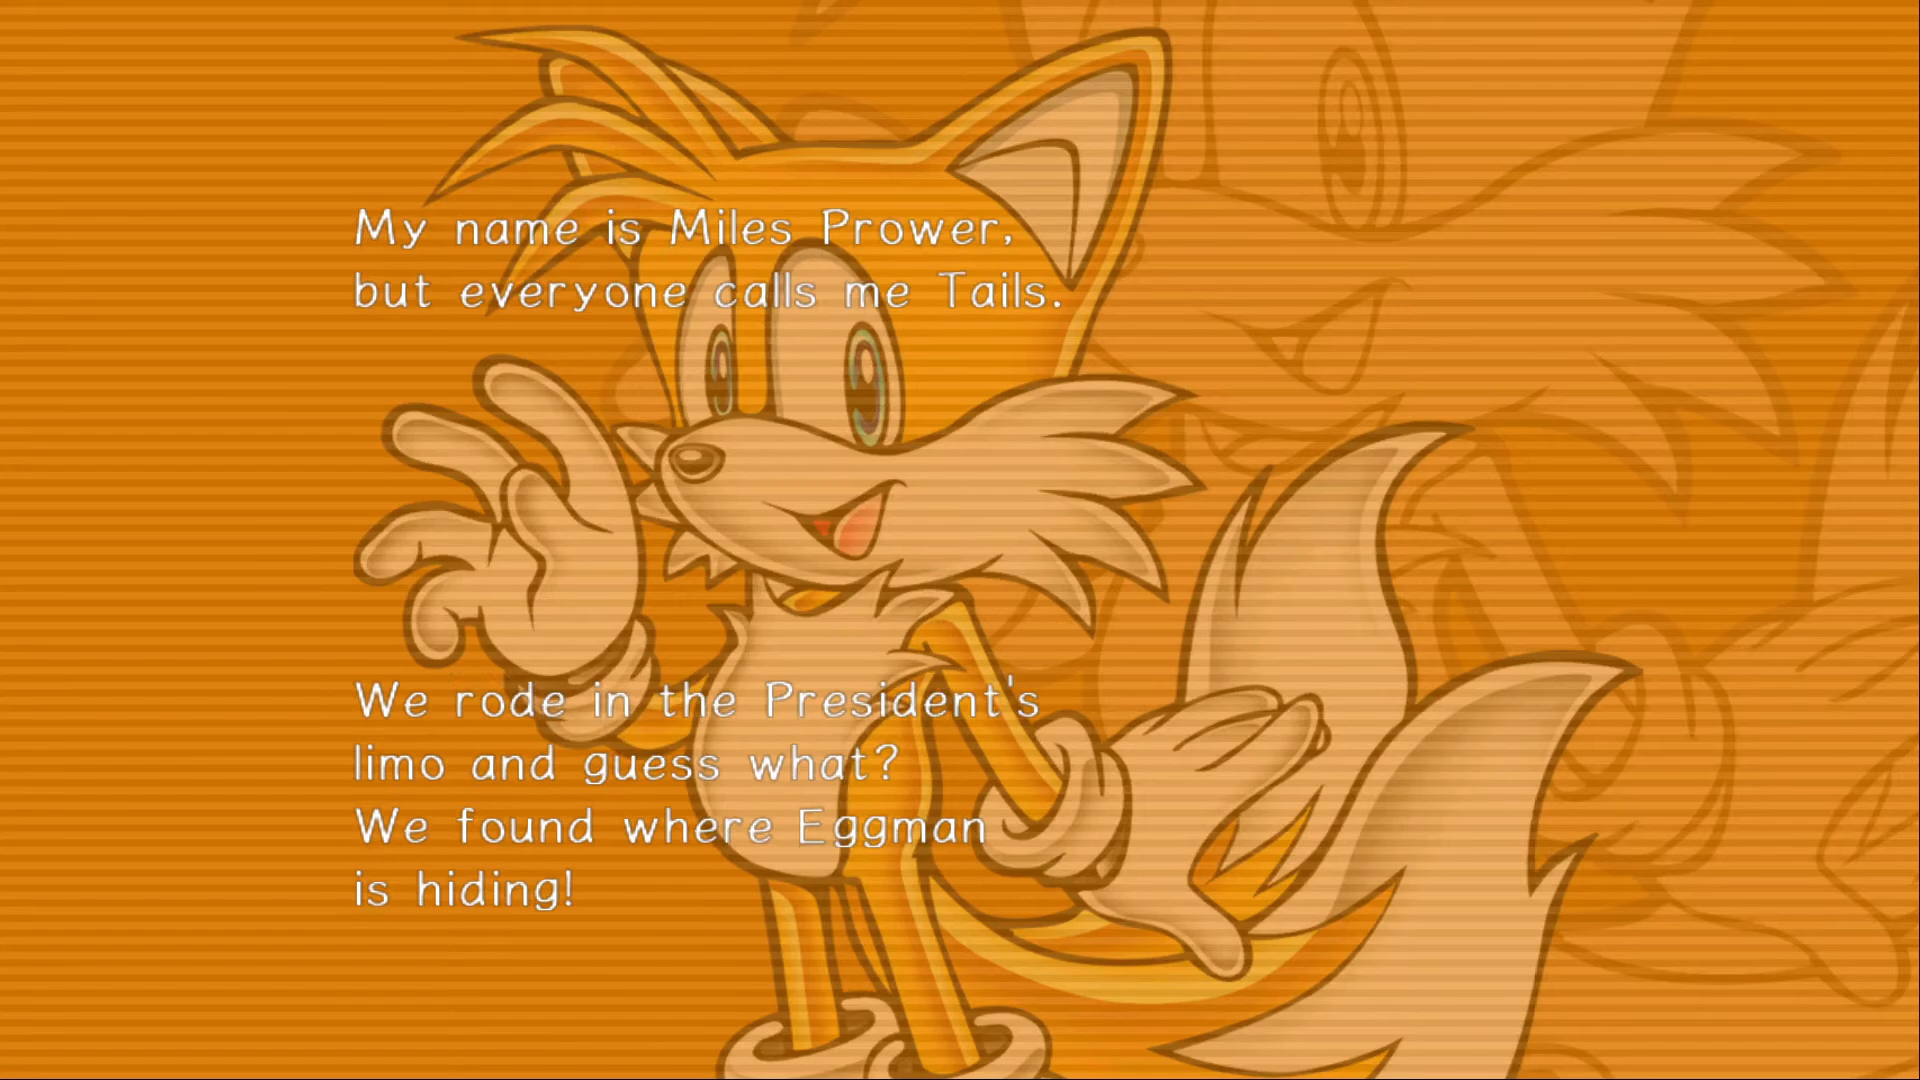 My name is Miles Prower,
but everyone calls me Tails.
We rode in the President's
limo and guess what?
We found where Eggman
is hiding!